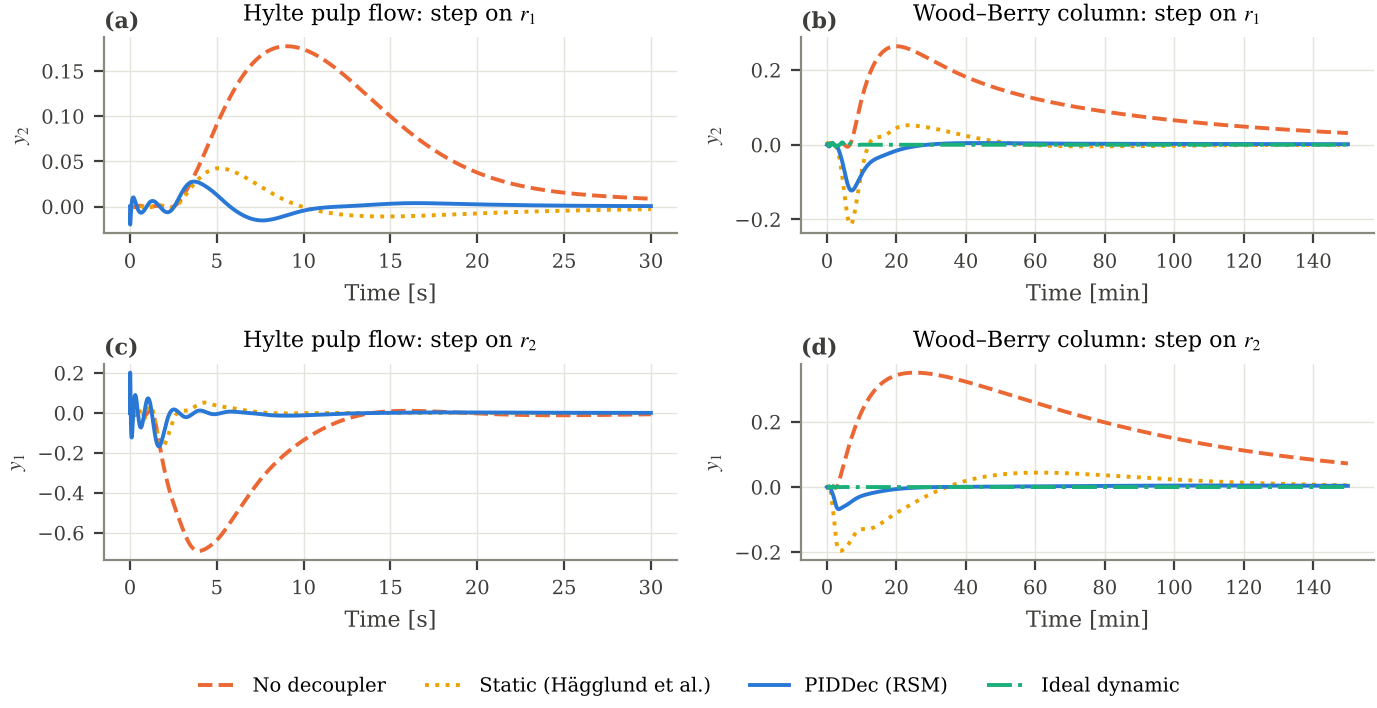 (a) Hylte pulp flow: step on r₁
0.15
0.10
0.05
0.00
y₂
0 5 10 15 20 25 30
Time [s]
(b) Wood–Berry column: step on r₁
0.2
0.0
−0.2
y₂
0 20 40 60 80 100 120 140
Time [min]
(c) Hylte pulp flow: step on r₂
0.2
0.0
−0.2
−0.4
−0.6
y₁
0 5 10 15 20 25 30
Time [s]
(d) Wood–Berry column: step on r₂
0.2
0.0
−0.2
y₁
0 20 40 60 80 100 120 140
Time [min]
No decoupler Static (Hägglund et al.) PIDDec (RSM) Ideal dynamic